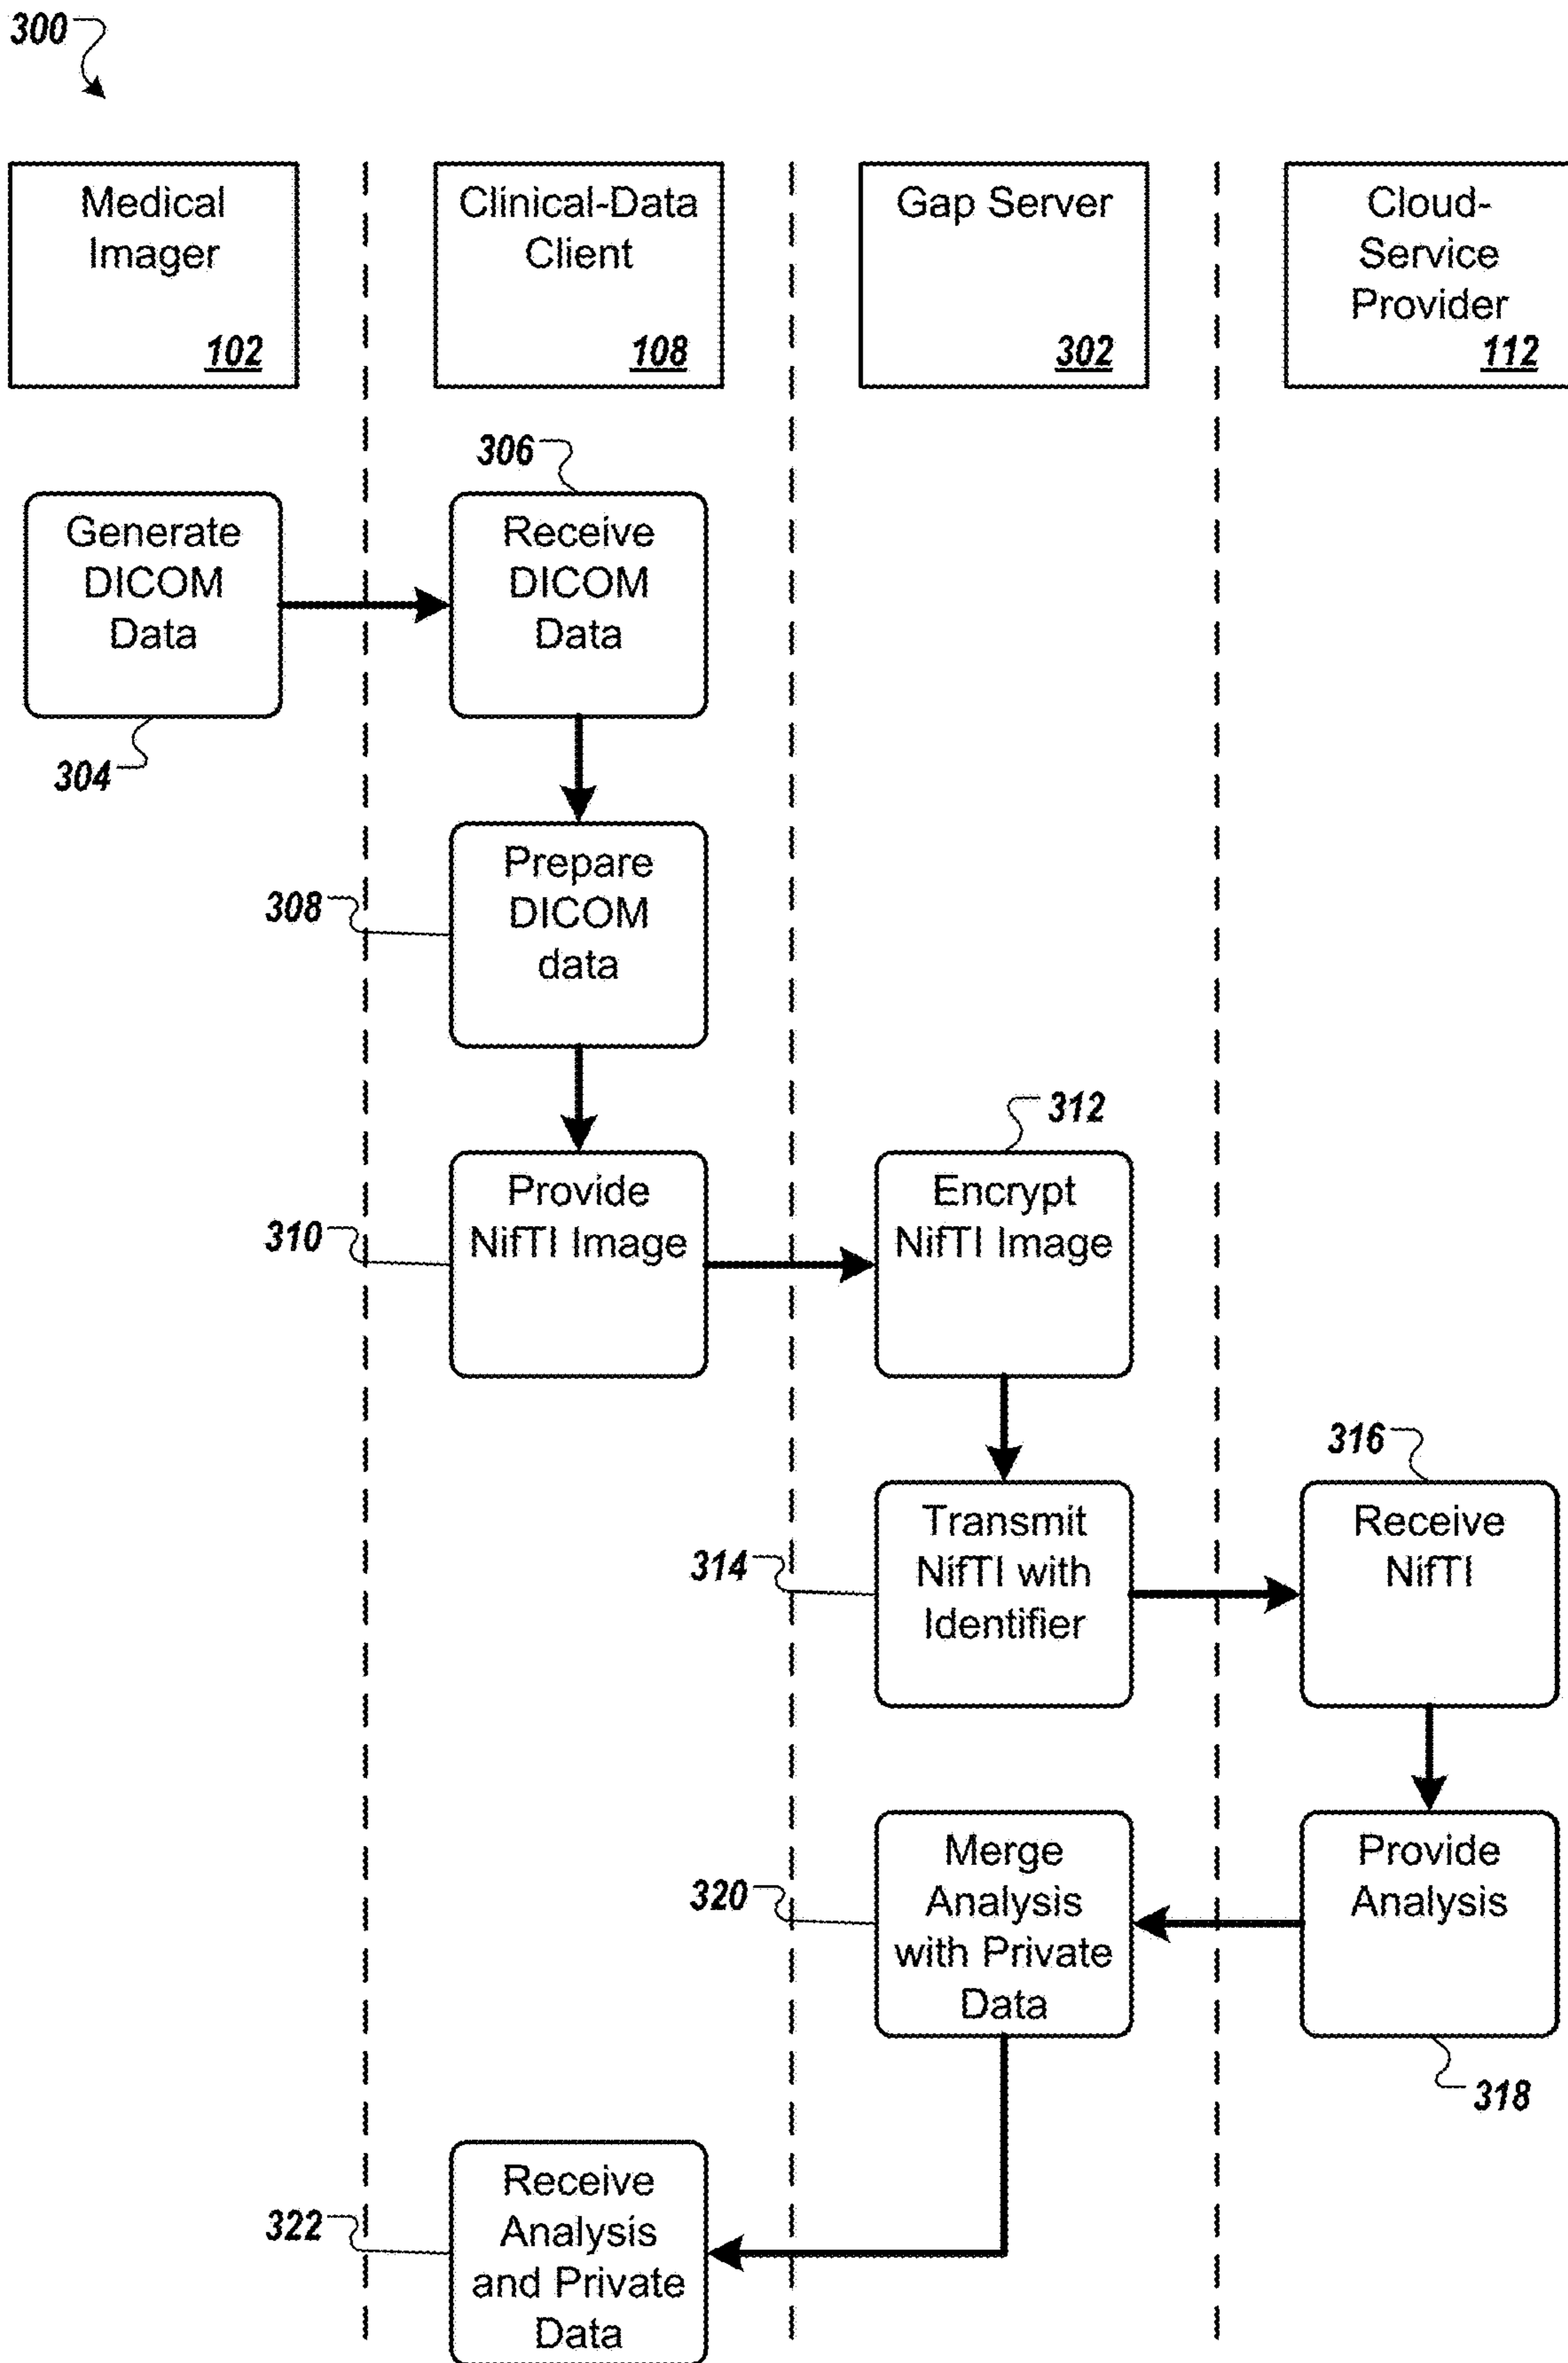 300
Medical
Imager
102
Clinical-Data
Client
108
Gap Server
302
Cloud-
Service
Provider
112
306
Generate
DICOM
Data
304
Receive
DICOM
Data
308
Prepare
DICOM
data
310
Provide
NifTI Image
312
Encrypt
NifTI Image
314
Transmit
NifTI with
Identifier
316
Receive
NifTI
320
Merge
Analysis
with Private
Data
Provide
Analysis
318
322
Receive
Analysis
and Private
Data